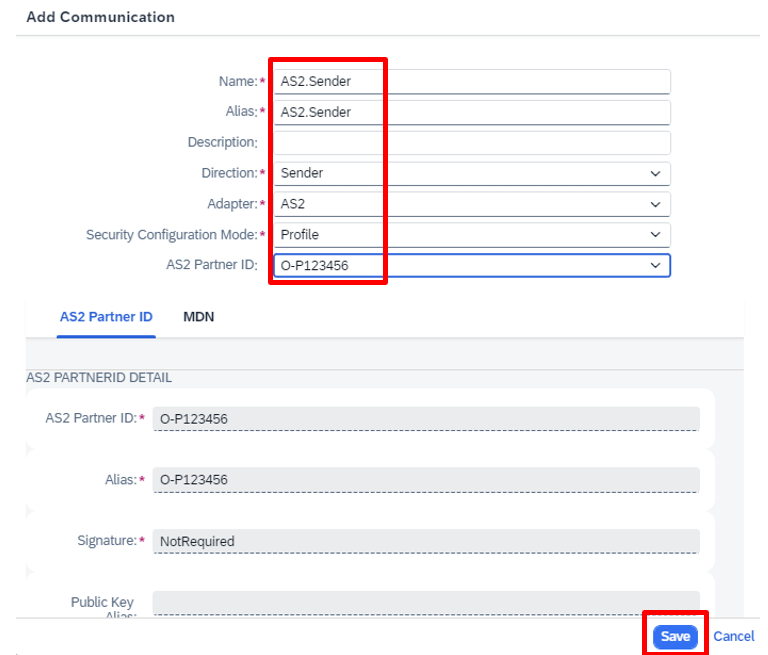 Add Communication
Name:* AS2.Sender
Alias:* AS2.Sender
Description:
Direction:* Sender
Adapter:* AS2
Security Configuration Mode:* Profile
AS2 Partner ID: O-P123456
AS2 Partner ID MDN
AS2 PARTNERID DETAIL
AS2 Partner ID:* O-P123456
Alias:* O-P123456
Signature:* NotRequired
Public Key
Alias:
Save Cancel